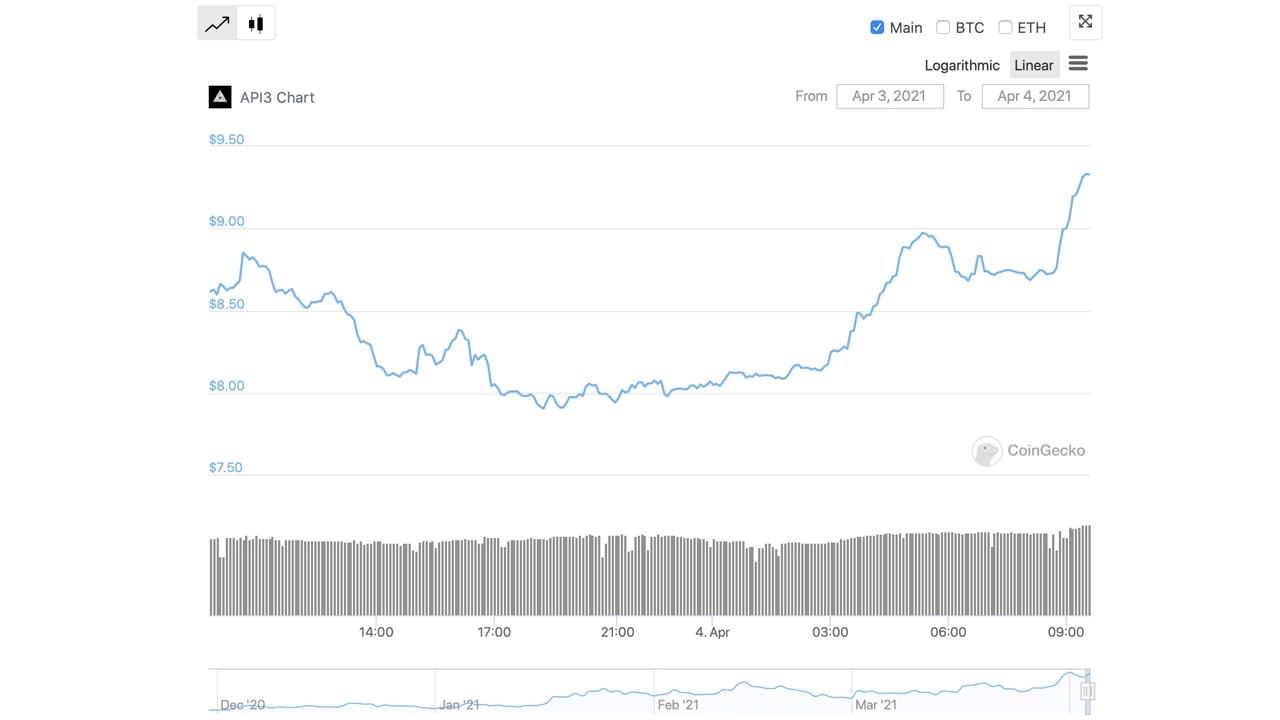 Main BTC ETH
Logarithmic Linear
API3 Chart From Apr 3, 2021 To Apr 4, 2021
$9.50
$9.00
$8.50
$8.00
CoinGecko
$7.50
14:00 17:00 21:00 4. Apr 03:00 06:00 09:00
Dec '20 Jan '21 Feb '21 Mar '21